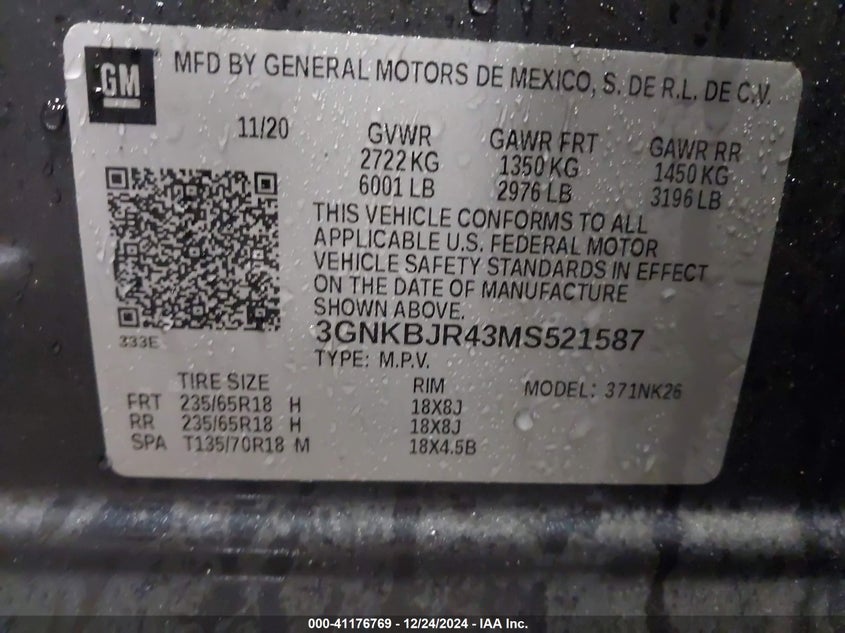 GM
MFD BY GENERAL MOTORS DE MEXICO, S. DE R.L. DE C.V.
11/20 GVWR GAWR FRT GAWR RR
2722 KG 1350 KG 1450 KG
6001 LB 2976 LB 3196 LB
THIS VEHICLE CONFORMS TO ALL
APPLICABLE U.S. FEDERAL MOTOR
VEHICLE SAFETY STANDARDS IN EFFECT
ON THE DATE OF MANUFACTURE
SHOWN ABOVE.
333E 3GNKBJR43MS521587
TYPE: M.P.V.
TIRE SIZE RIM MODEL: 371NK26
FRT 235/65R18 H 18X8J
RR 235/65R18 H 18X8J
SPA T135/70R18 M 18X4.5B
000-41176769 • 12/24/2024 - IAA Inc.